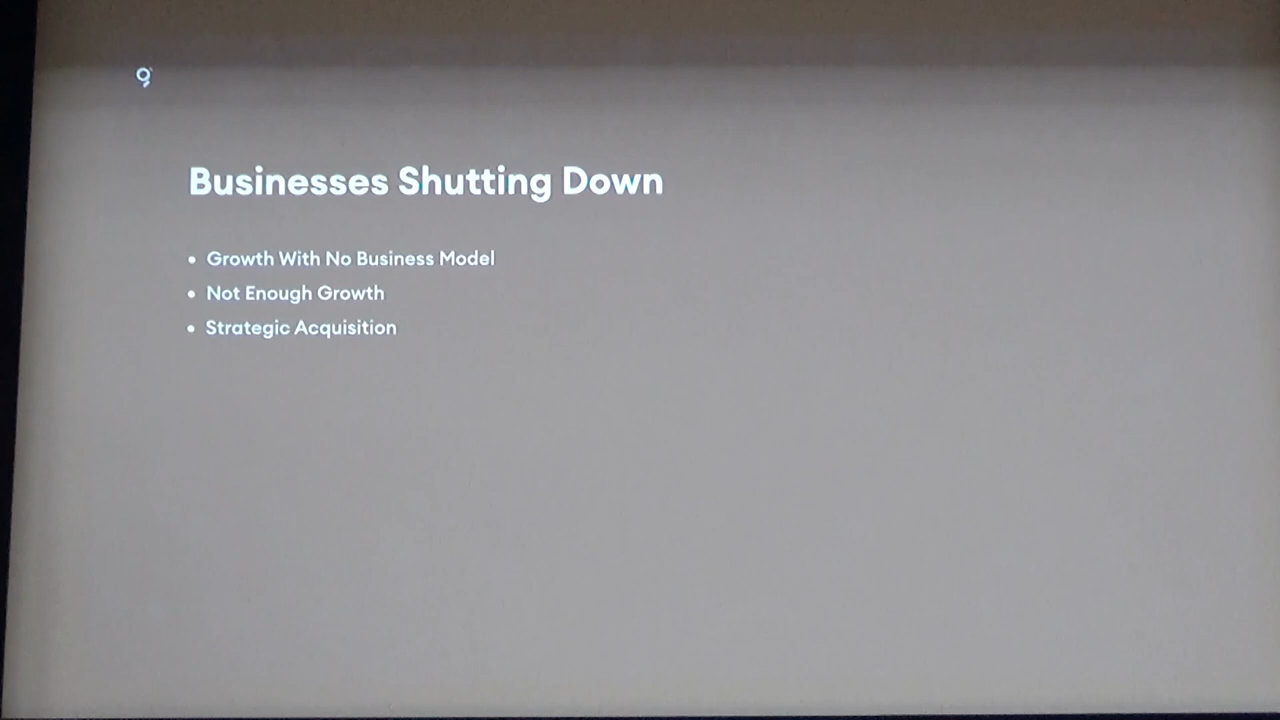 Businesses Shutting Down
• Growth With No Business Model
• Not Enough Growth
• Strategic Acquisition